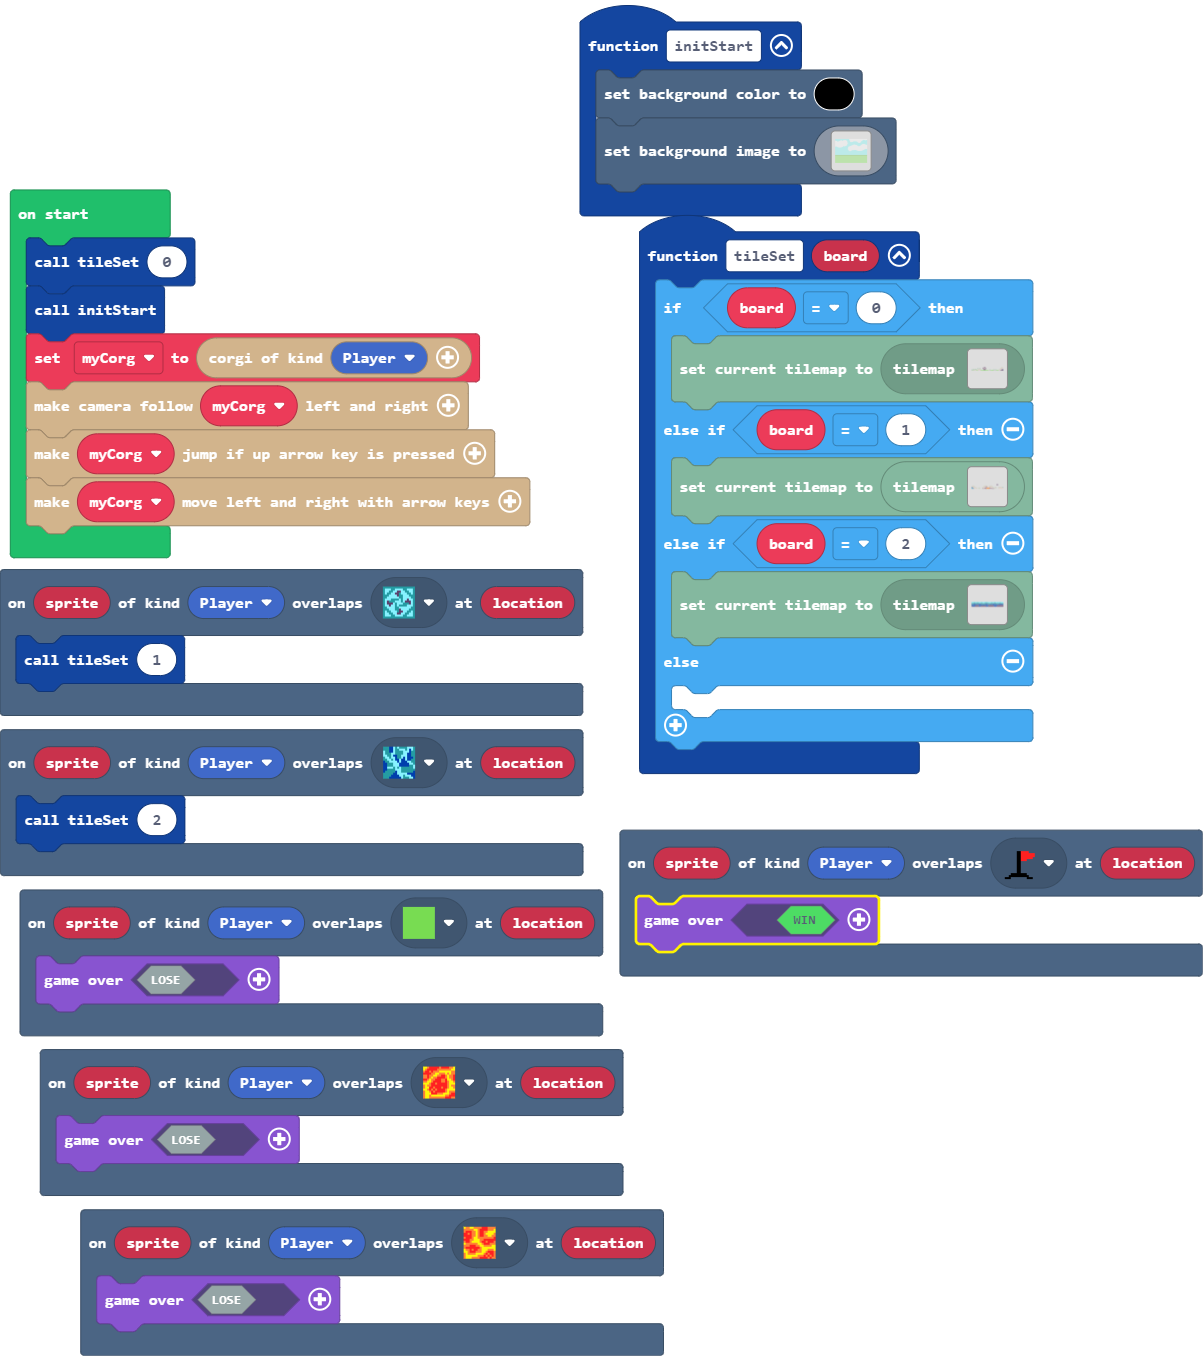 function initStart
set background color to
set background image to
on start
call tileSet 0
call initStart
set myCorg to corgi of kind Player
make camera follow myCorg left and right
make myCorg jump if up arrow key is pressed
make myCorg move left and right with arrow keys
function tileSet board
if board = 0 then
set current tilemap to tilemap
else if board = 1 then
set current tilemap to tilemap
else if board = 2 then
set current tilemap to tilemap
else
on sprite of kind Player overlaps at location
call tileSet 1
on sprite of kind Player overlaps at location
call tileSet 2
on sprite of kind Player overlaps at location
game over LOSE
on sprite of kind Player overlaps at location
game over LOSE
on sprite of kind Player overlaps at location
game over LOSE
on sprite of kind Player overlaps at location
game over WIN